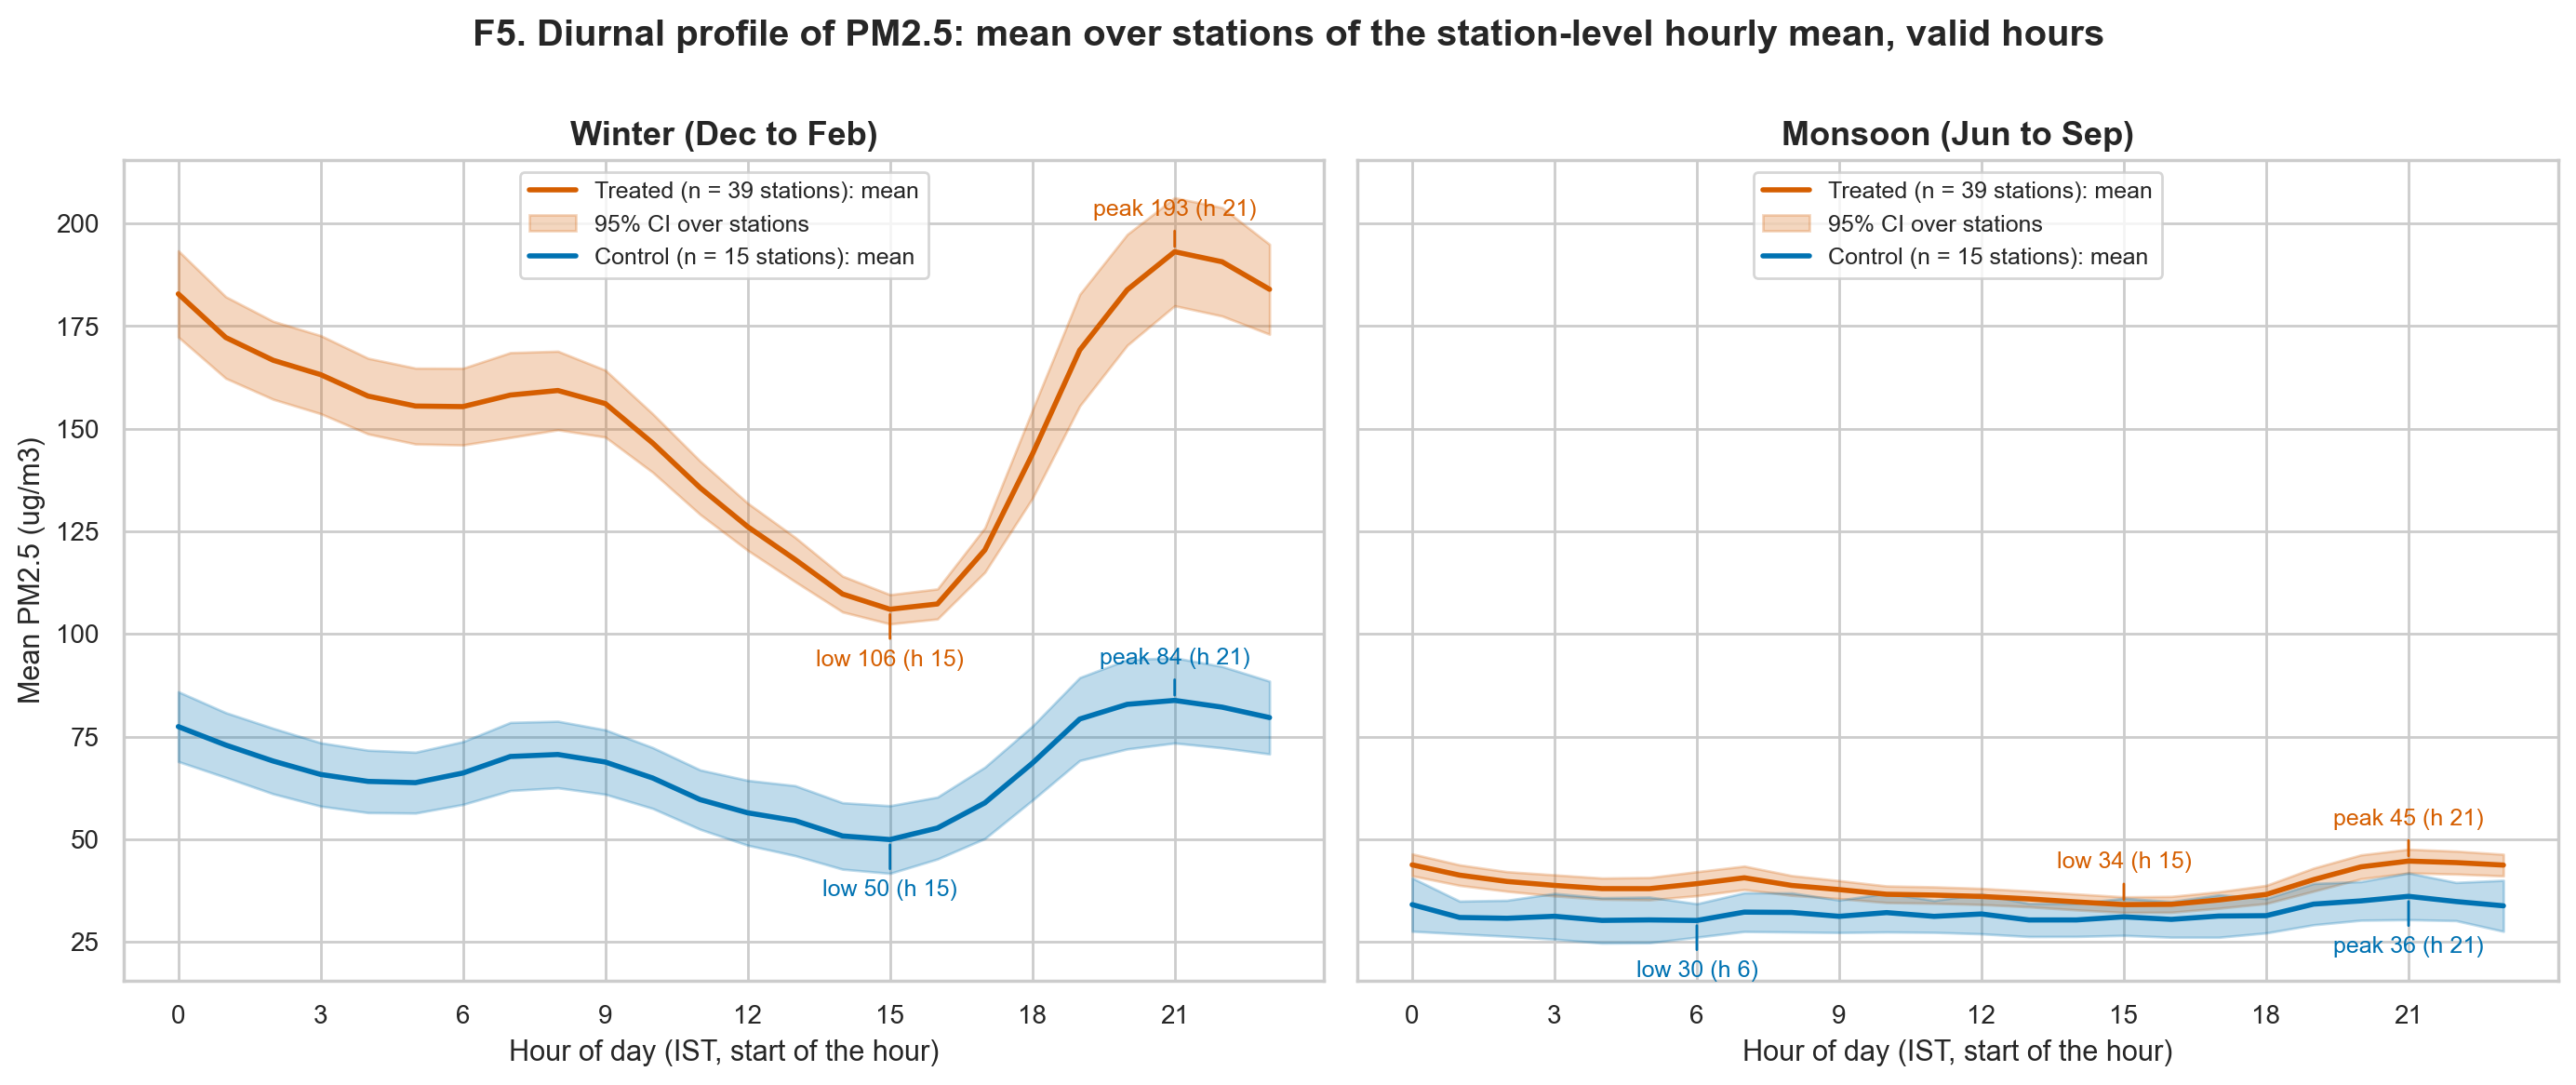 F5. Diurnal profile of PM2.5: mean over stations of the station-level hourly mean, valid hours
Winter (Dec to Feb)
Treated (n = 39 stations): mean
95% CI over stations
Control (n = 15 stations): mean
peak 193 (h 21)
low 106 (h 15)
peak 84 (h 21)
low 50 (h 15)
200
175
150
125
100
75
50
25
Mean PM2.5 (ug/m3)
0 3 6 9 12 15 18 21
Hour of day (IST, start of the hour)
Monsoon (Jun to Sep)
Treated (n = 39 stations): mean
95% CI over stations
Control (n = 15 stations): mean
peak 45 (h 21)
low 34 (h 15)
peak 36 (h 21)
low 30 (h 6)
0 3 6 9 12 15 18 21
Hour of day (IST, start of the hour)